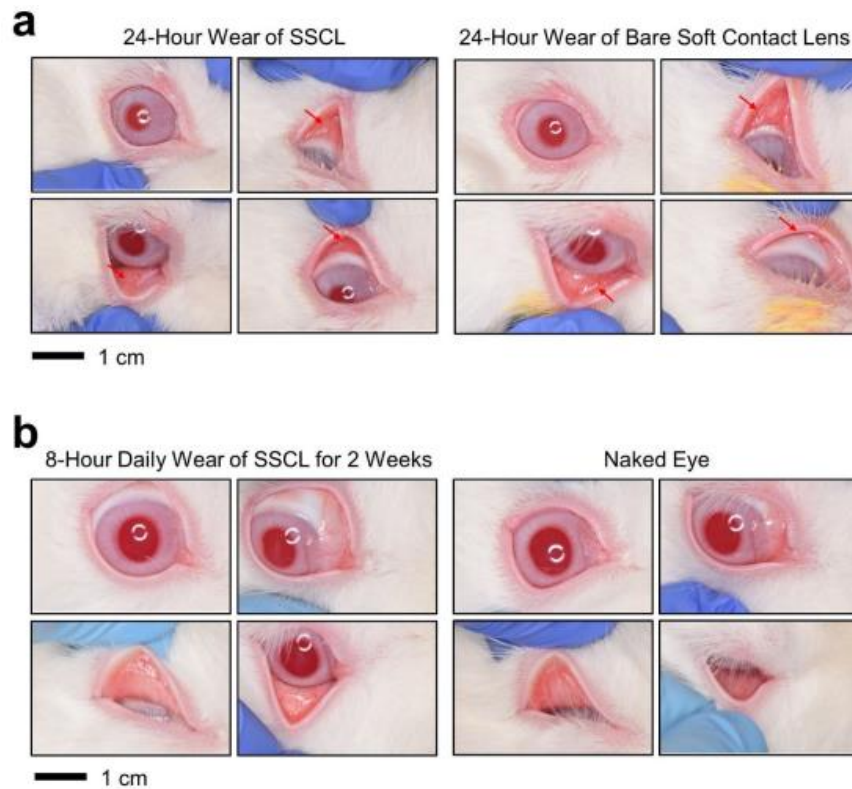 a
24-Hour Wear of SSCL
24-Hour Wear of Bare Soft Contact Lens
1 cm
b
8-Hour Daily Wear of SSCL for 2 Weeks
Naked Eye
1 cm